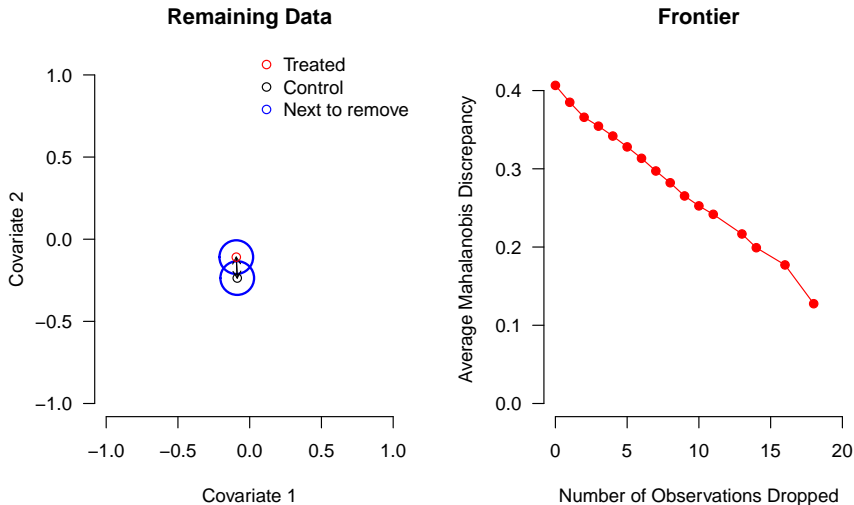 Remaining Data
Treated
Control
Next to remove
1.0
0.5
0.0
−0.5
−1.0
Covariate 2
−1.0 −0.5 0.0 0.5 1.0
Covariate 1
Frontier
0.4
0.3
0.2
0.1
0.0
Average Mahalanobis Discrepancy
0 5 10 15 20
Number of Observations Dropped